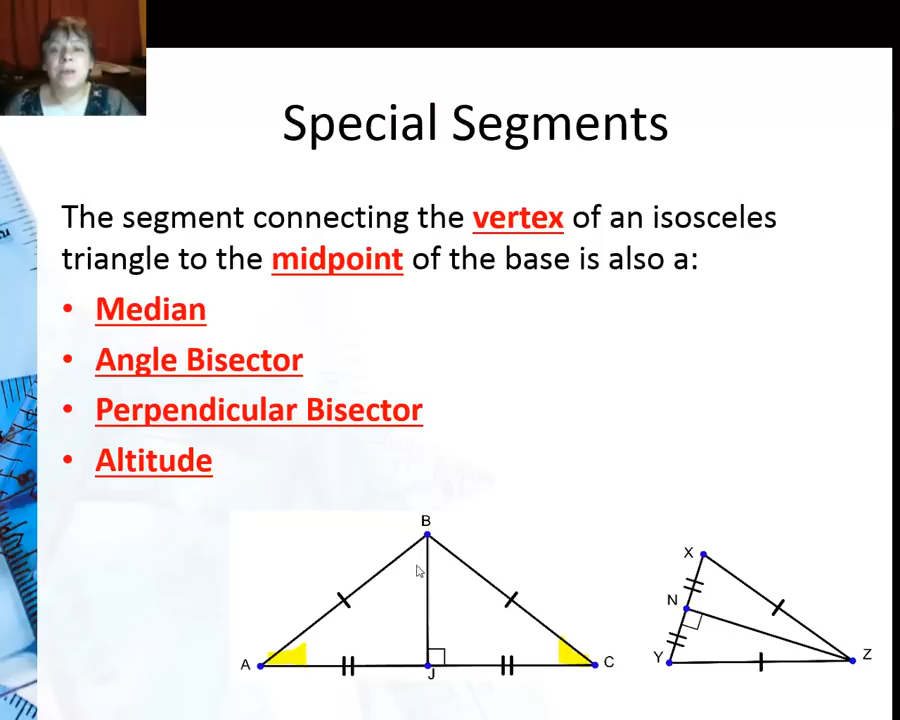 Special Segments
The segment connecting the vertex of an isosceles
triangle to the midpoint of the base is also a:
• Median
• Angle Bisector
• Perpendicular Bisector
• Altitude
B
A
J
C
X
N
Y
Z